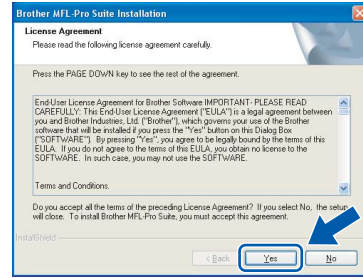 Brother MFL-Pro Suite Installation
License Agreement
Please read the following license agreement carefully.
Press the PAGE DOWN key to see the rest of the agreement.
End-User License Agreement for Brother Software IMPORTANT- PLEASE READ
CAREFULLY: This End-User License Agreement ("EULA") is a legal agreement between
you and Brother Industries, Ltd. ("Brother"), which governs your use of the Brother
software that will be installed if you press the "Yes" button on this Dialog Box
("SOFTWARE"). By pressing "Yes", you agree to be legally bound by the terms of this
EULA. If you do not agree to the terms of this EULA, you obtain no license to the
SOFTWARE. In such case, you may not use the SOFTWARE.
Terms and Conditions.
Do you accept all the terms of the preceding License Agreement? If you select No, the setup
will close. To install Brother MFL-Pro Suite, you must accept this agreement.
InstallShield
< Back
Yes
No